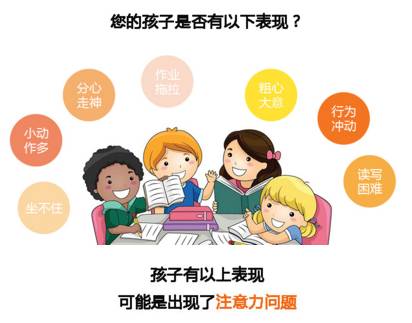 您的孩子是否有以下表现？
作业
拖拉
分心
走神
粗心
大意
小动
作多
行为
冲动
坐不住
读写
困难
孩子有以上表现
可能是出现了注意力问题